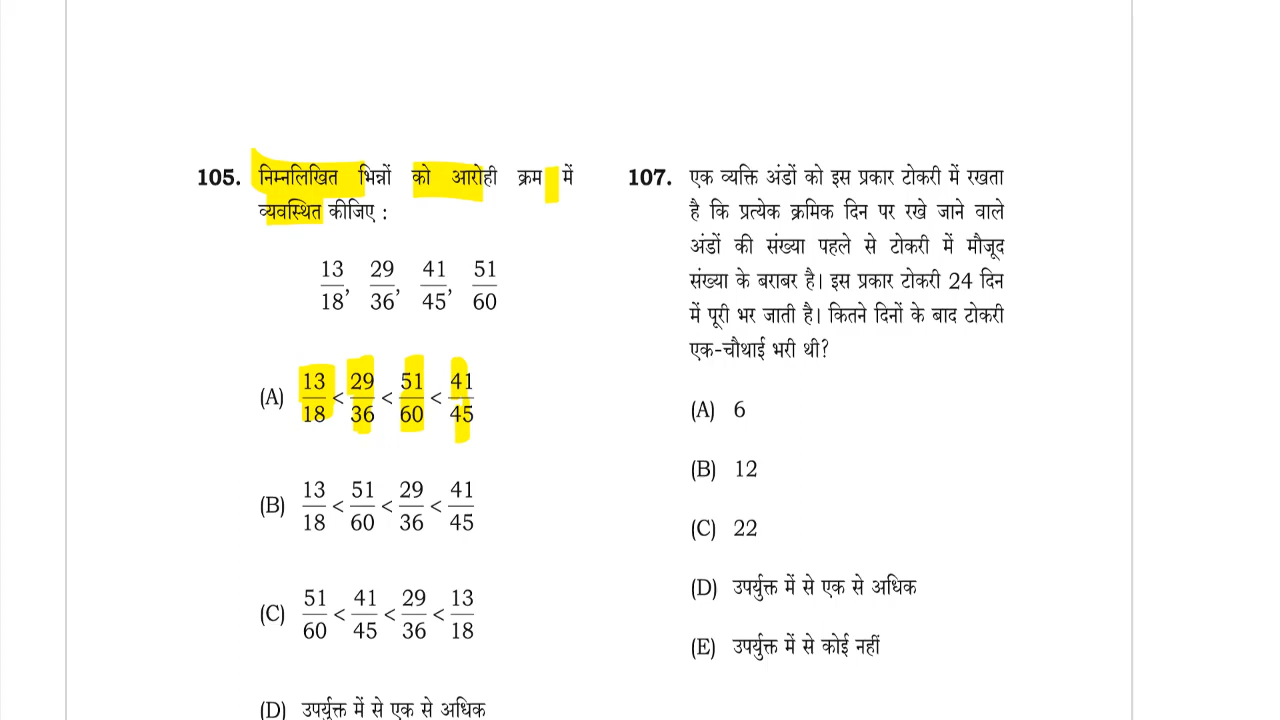 105. निम्नलिखित भिन्नों को आरोही क्रम में
व्यवस्थित कीजिए :
13/18, 29/36, 41/45, 51/60
(A) 13/18 < 29/36 < 51/60 < 41/45
(B) 13/18 < 51/60 < 29/36 < 41/45
(C) 51/60 < 41/45 < 29/36 < 13/18
(D) उपर्युक्त में से एक से अधिक
107. एक व्यक्ति अंडों को इस प्रकार टोकरी में रखता
है कि प्रत्येक क्रमिक दिन पर रखे जाने वाले
अंडों की संख्या पहले से टोकरी में मौजूद
संख्या के बराबर है। इस प्रकार टोकरी 24 दिन
में पूरी भर जाती है। कितने दिनों के बाद टोकरी
एक-चौथाई भरी थी?
(A) 6
(B) 12
(C) 22
(D) उपर्युक्त में से एक से अधिक
(E) उपर्युक्त में से कोई नहीं